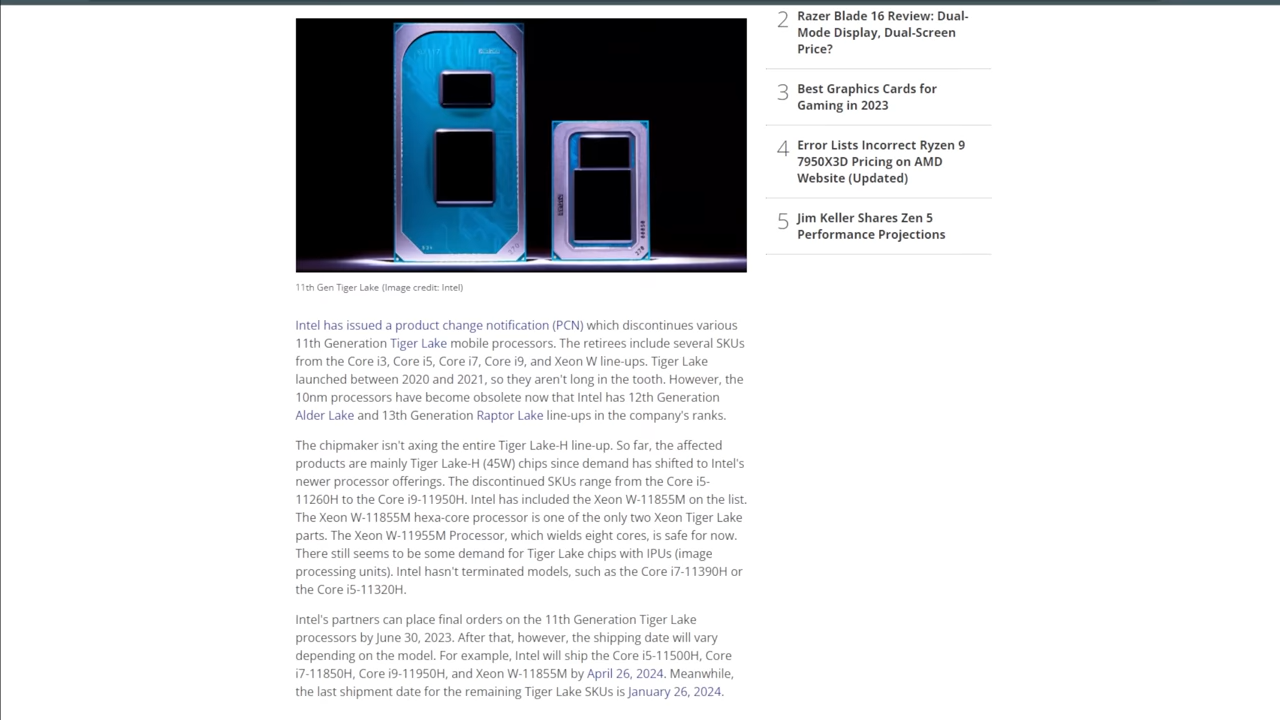 11th Gen Tiger Lake (Image credit: Intel)
Intel has issued a product change notification (PCN) which discontinues various
11th Generation Tiger Lake mobile processors. The retirees include several SKUs
from the Core i3, Core i5, Core i7, Core i9, and Xeon W line-ups. Tiger Lake
launched between 2020 and 2021, so they aren't long in the tooth. However, the
10nm processors have become obsolete now that Intel has 12th Generation
Alder Lake and 13th Generation Raptor Lake line-ups in the company's ranks.
The chipmaker isn't axing the entire Tiger Lake-H line-up. So far, the affected
products are mainly Tiger Lake-H (45W) chips since demand has shifted to Intel's
newer processor offerings. The discontinued SKUs range from the Core i5-
11260H to the Core i9-11950H. Intel has included the Xeon W-11855M on the list.
The Xeon W-11855M hexa-core processor is one of the only two Xeon Tiger Lake
parts. The Xeon W-11955M Processor, which wields eight cores, is safe for now.
There still seems to be some demand for Tiger Lake chips with IPUs (image
processing units). Intel hasn't terminated models, such as the Core i7-11390H or
the Core i5-11320H.
Intel's partners can place final orders on the 11th Generation Tiger Lake
processors by June 30, 2023. After that, however, the shipping date will vary
depending on the model. For example, Intel will ship the Core i5-11500H, Core
i7-11850H, Core i9-11950H, and Xeon W-11855M by April 26, 2024. Meanwhile,
the last shipment date for the remaining Tiger Lake SKUs is January 26, 2024.
2 Razer Blade 16 Review: Dual-
Mode Display, Dual-Screen
Price?
3 Best Graphics Cards for
Gaming in 2023
4 Error Lists Incorrect Ryzen 9
7950X3D Pricing on AMD
Website (Updated)
5 Jim Keller Shares Zen 5
Performance Projections